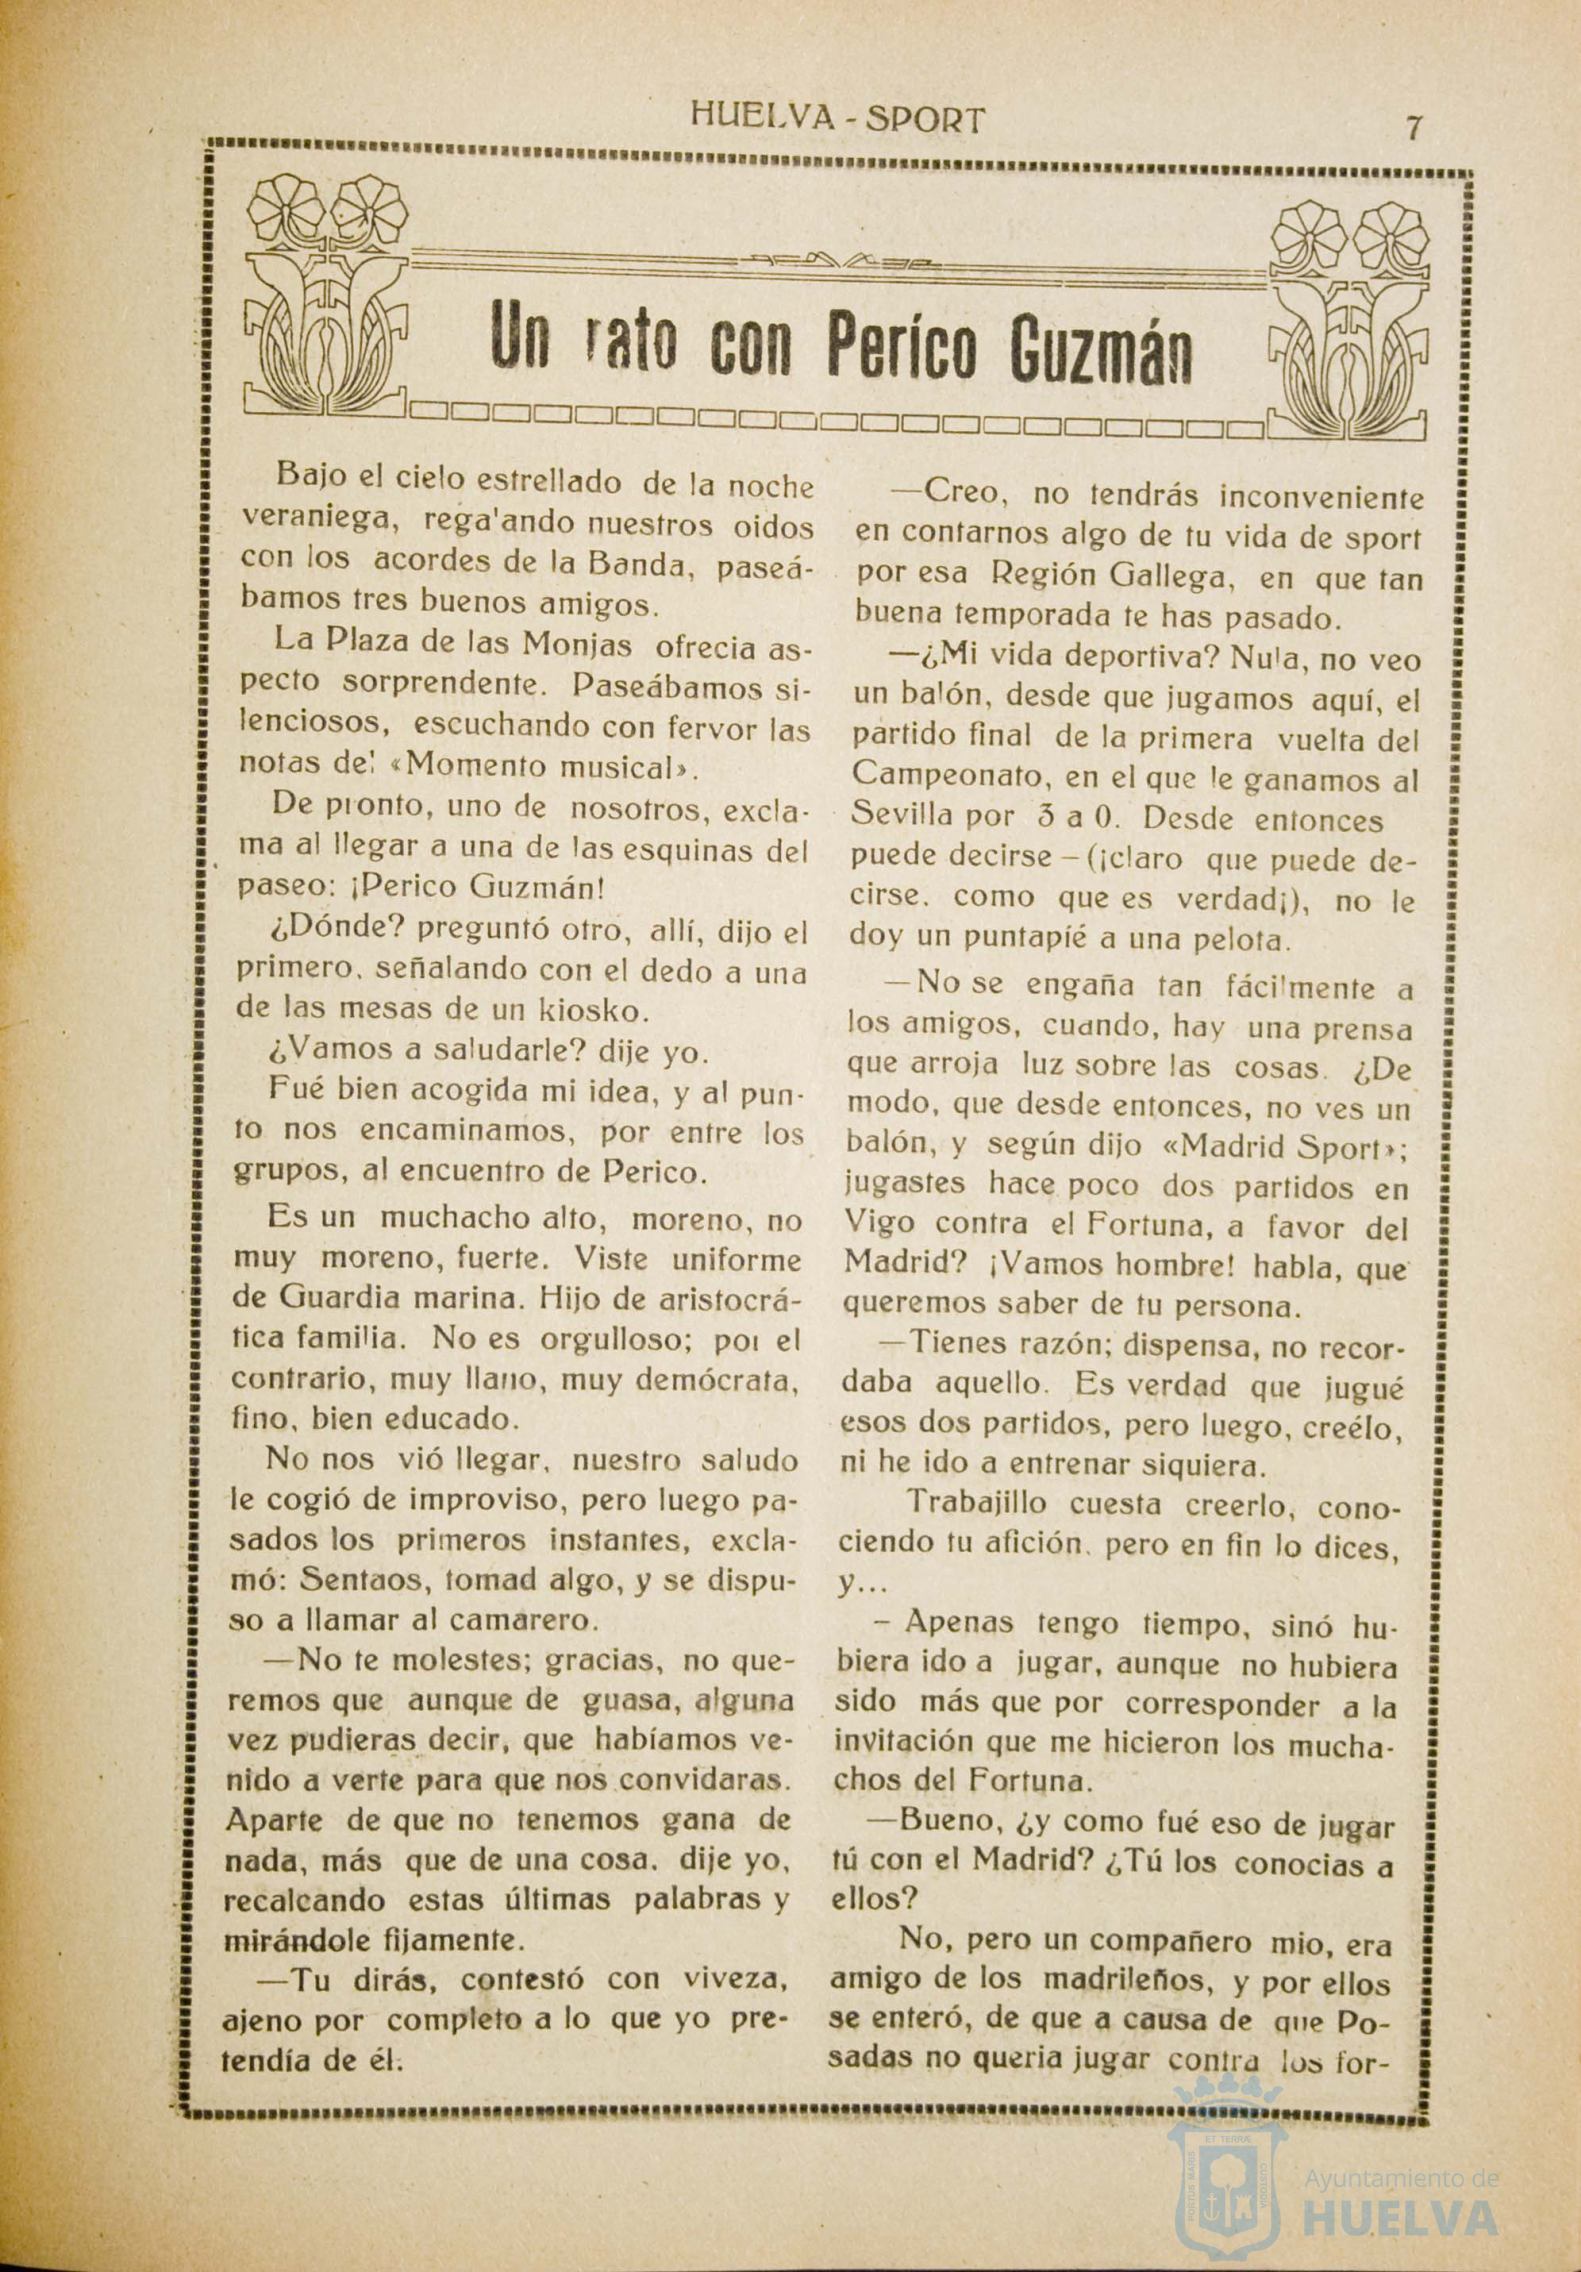 HUELVA - SPORT
7
Un rato con Períco Guzmán
Bajo el cielo estrellado de la noche
veraniega, rega'ando nuestros oidos
con los acordes de la Banda, paseá-
bamos tres buenos amigos.
La Plaza de las Monjas ofrecia as-
pecto sorprendente. Paseábamos si-
lenciosos, escuchando con fervor las
notas del «Momento musical».
De pronto, uno de nosotros, excla-
ma al llegar a una de las esquinas del
paseo: ¡Perico Guzmán!
¿Dónde? preguntó otro, allí, dijo el
primero, señalando con el dedo a una
de las mesas de un kiosko.
¿Vamos a saludarle? dije yo.
Fué bien acogida mi idea, y al pun-
to nos encaminamos, por entre los
grupos, al encuentro de Perico.
Es un muchacho alto, moreno, no
muy moreno, fuerte. Viste uniforme
de Guardia marina. Hijo de aristocrá-
tica familia. No es orgulloso; por el
contrario, muy llano, muy demócrata,
fino, bien educado.
No nos vió llegar, nuestro saludo
le cogió de improviso, pero luego pa-
sados los primeros instantes, excla-
mó: Sentaos, tomad algo, y se dispu-
so a llamar al camarero.
—No te molestes; gracias, no que-
remos que aunque de guasa, alguna
vez pudieras decir, que habíamos ve-
nido a verte para que nos convidaras.
Aparte de que no tenemos gana de
nada, más que de una cosa, dije yo,
recalcando estas últimas palabras y
mirándole fijamente.
—Tu dirás, contestó con viveza,
ajeno por completo a lo que yo pre-
tendía de él.
—Creo, no tendrás inconveniente
en contarnos algo de tu vida de sport
por esa Región Gallega, en que tan
buena temporada te has pasado.
—¿Mi vida deportiva? Nula, no veo
un balón, desde que jugamos aquí, el
partido final de la primera vuelta del
Campeonato, en el que le ganamos al
Sevilla por 3 a 0. Desde entonces
puede decirse – (¡claro que puede de-
cirse. como que es verdad¡), no le
doy un puntapíé a una pelota.
—No se engaña tan fácilmente a
los amigos, cuando, hay una prensa
que arroja luz sobre las cosas. ¿De
modo, que desde entonces, no ves un
balón, y según dijo «Madrid Sport»;
jugastes hace poco dos partidos en
Vigo contra el Fortuna, a favor del
Madrid? ¡Vamos hombre! habla, que
queremos saber de tu persona.
—Tienes razón; dispensa, no recor-
daba aquello. Es verdad que jugué
esos dos partidos, pero luego, creélo,
ni he ido a entrenar siquiera.
Trabajillo cuesta creerlo, cono-
ciendo tu afición, pero en fin lo dices,
y...
– Apenas tengo tiempo, sinó hu-
biera ido a jugar, aunque no hubiera
sido más que por corresponder a la
invitación que me hicieron los mucha-
chos del Fortuna.
—Bueno, ¿y como fué eso de jugar
tú con el Madrid? ¿Tú los conocias a
ellos?
No, pero un compañero mio, era
amigo de los madrileños, y por ellos
se enteró, de que a causa de que Po-
sadas no queria jugar contra los for-
PORTUS MARIS
ET TERRÆ
CUSTODIA
Ayuntamiento de
HUELVA